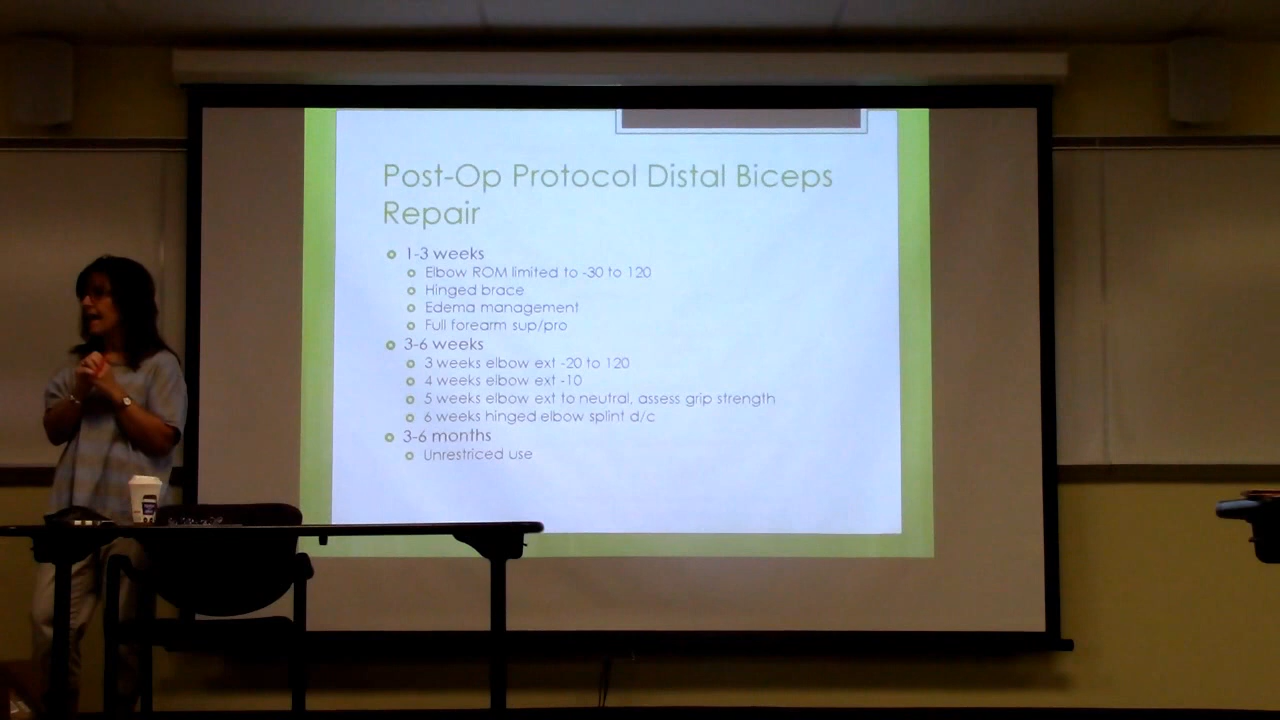 Post-Op Protocol Distal Biceps
Repair
1-3 weeks
Elbow ROM limited to -30 to 120
Hinged brace
Edema management
Full forearm sup/pro
3-6 weeks
3 weeks elbow ext -20 to 120
4 weeks elbow ext -10
5 weeks elbow ext to neutral, assess grip strength
6 weeks hinged elbow splint d/c
3-6 months
Unrestriced use